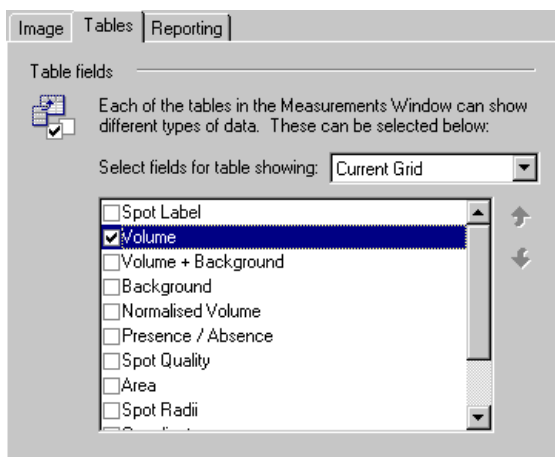 Image Tables Reporting
Table fields
Each of the tables in the Measurements Window can show
different types of data. These can be selected below:
Select fields for table showing: Current Grid
Spot Label
Volume
Volume + Background
Background
Normalised Volume
Presence / Absence
Spot Quality
Area
Spot Radii